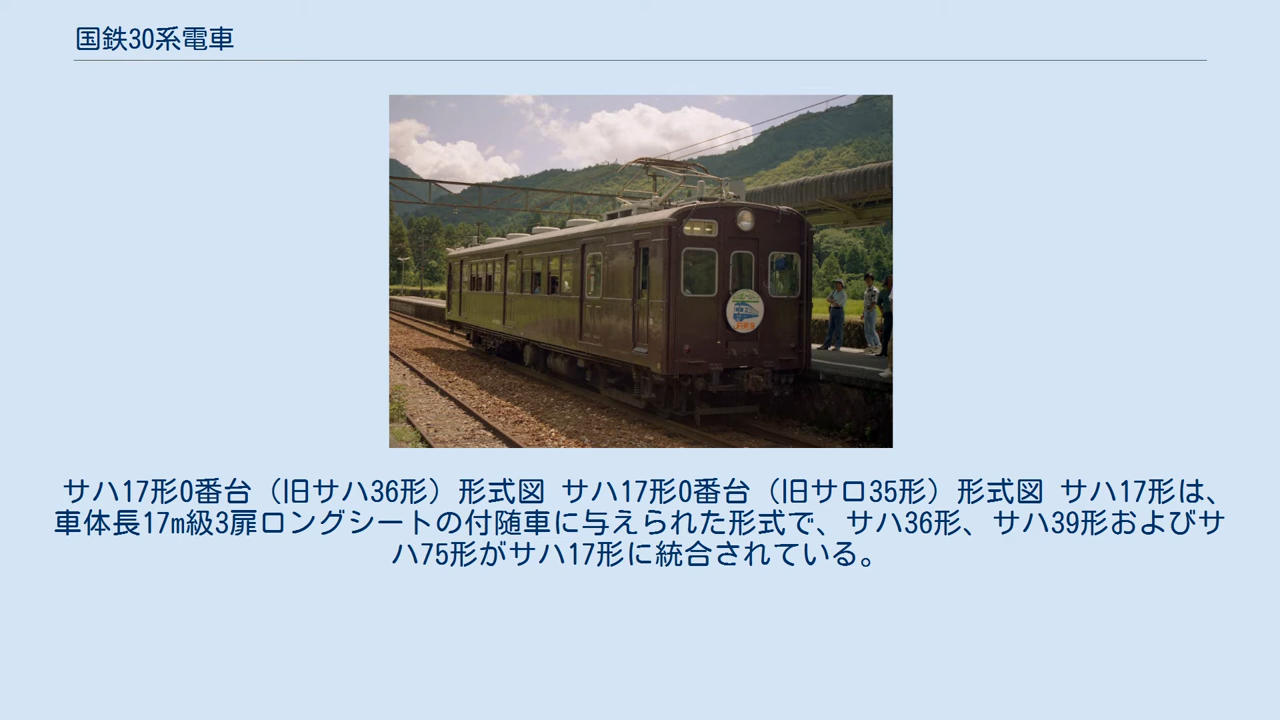 国鉄30系電車
サハ17形0番台（旧サハ36形）形式図 サハ17形0番台（旧サロ35形）形式図 サハ17形は、
車体長17m級3扉ロングシートの付随車に与えられた形式で、サハ36形、サハ39形およびサ
ハ75形がサハ17形に統合されている。